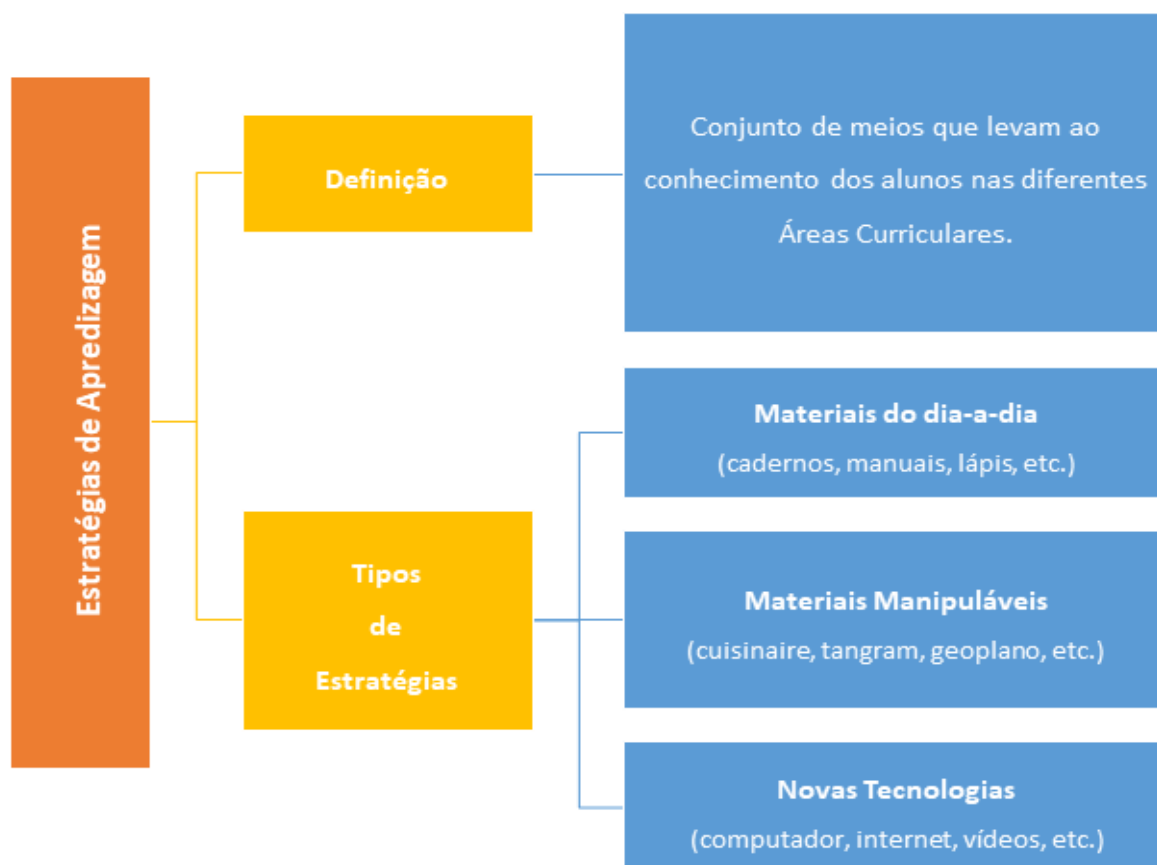 Estratégias de Apredizagem
Definição
Conjunto de meios que levam ao
conhecimento dos alunos nas diferentes
Áreas Curriculares.
Tipos
de
Estratégias
Materiais do dia-a-dia
(cadernos, manuais, lápis, etc.)
Materiais Manipuláveis
(cuisinaire, tangram, geoplano, etc.)
Novas Tecnologias
(computador, internet, vídeos, etc.)